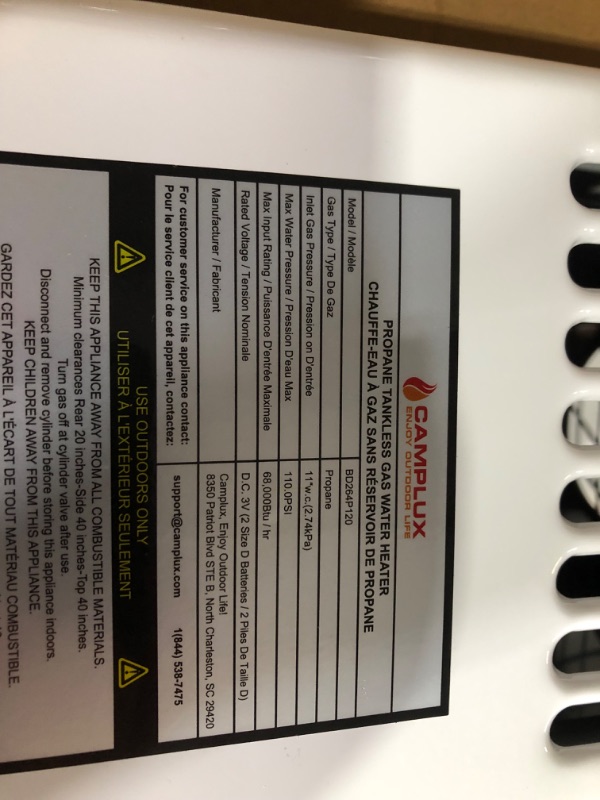 CAMPLUX
ENJOY OUTDOOR LIFE
PROPANE TANKLESS GAS WATER HEATER
CHAUFFE-EAU À GAZ SANS RÉSERVOIR DE PROPANE
Model / Modèle BD264P120
Gas Type / Type De Gaz Propane
Inlet Gas Pressure / Pression on D'entrée 11"w.c.(2.74kPa)
Max Water Pressure / Pression D'eau Max 110.0PSI
Max Input Rating / Puissance D'entrée Maximale 68,000Btu / hr
Rated Voltage / Tension Nominale D.C. 3V (2 Size D Batteries / 2 Piles De Taille D)
Manufacturer / Fabricant Camplux, Enjoy Outdoor Life!
8350 Patriot Blvd STE B, North Charleston, SC 29420
For customer service on this appliance contact:
Pour le service client de cet appareil, contactez:
support@camplux.com 1(844) 538-7475
USE OUTDOORS ONLY
UTILISER À L'EXTÉRIEUR SEULEMENT
KEEP THIS APPLIANCE AWAY FROM ALL COMBUSTIBLE MATERIALS.
Minimum clearances Rear 20 inches-Side 40 inches-Top 40 inches.
Turn gas off at cylinder valve after use.
Disconnect and remove cylinder before storing this appliance indoors.
KEEP CHILDREN AWAY FROM THIS APPLIANCE.
GARDEZ CET APPAREIL À L'ÉCART DE TOUT MATÉRIAU COMBUSTIBLE.